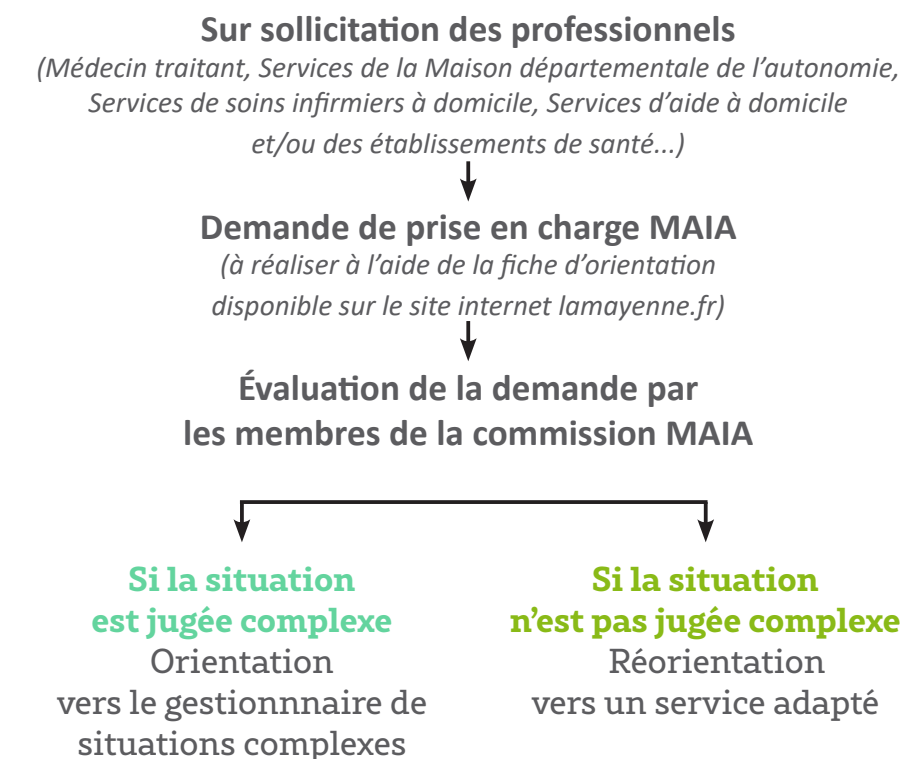 Sur sollicitation des professionnels
(Médecin traitant, Services de la Maison départementale de l'autonomie,
Services de soins infirmiers à domicile, Services d'aide à domicile
et/ou des établissements de santé...)
Demande de prise en charge MAIA
(à réaliser à l'aide de la fiche d'orientation
disponible sur le site internet lamayenne.fr)
Évaluation de la demande par
les membres de la commission MAIA
Si la situation
est jugée complexe
Orientation
vers le gestionnnaire de
situations complexes
Si la situation
n'est pas jugée complexe
Réorientation
vers un service adapté